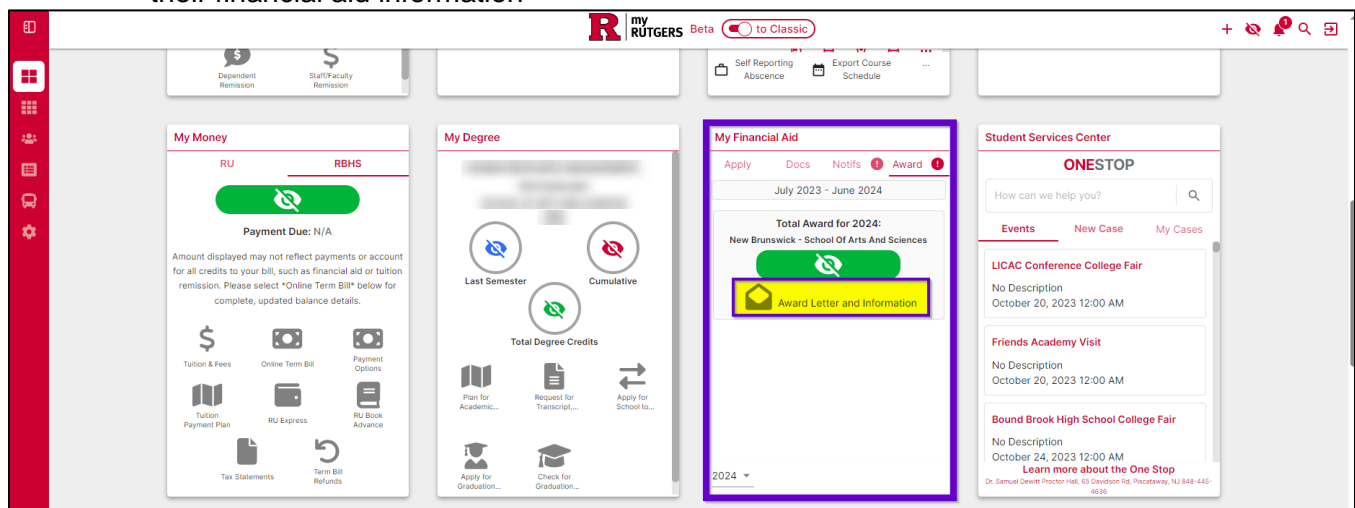 their financial aid information
R my RUTGERS Beta to Classic
1
Dependent Remission
Staff/Faculty Remission
Self Reporting Abscence
Export Course Schedule
...
My Money
RU RBHS
Payment Due: N/A
Amount displayed may not reflect payments or account
for all credits to your bill, such as financial aid or tuition
remission. Please select *Online Term Bill* below for
complete, updated balance details.
Tuition & Fees
Online Term Bill
Payment Options
Tuition Payment Plan
RU Express
RU Book Advance
Tax Statements
Term Bill Refunds
My Degree
Last Semester
Cumulative
Total Degree Credits
Plan for Academic...
Request for Transcript,...
Apply for School to...
Apply for Graduation...
Check for Graduation...
My Financial Aid
Apply Docs Notifs ! Award !
July 2023 - June 2024
Total Award for 2024:
New Brunswick - School Of Arts And Sciences
Award Letter and Information
2024
Student Services Center
ONESTOP
How can we help you?
Events New Case My Cases
LICAC Conference College Fair
No Description
October 20, 2023 12:00 AM
Friends Academy Visit
No Description
October 20, 2023 12:00 AM
Bound Brook High School College Fair
No Description
October 24, 2023 12:00 AM
Learn more about the One Stop
Dr. Samuel Dewitt Proctor Hall, 65 Davidson Rd, Piscataway, NJ 848-445-
4636